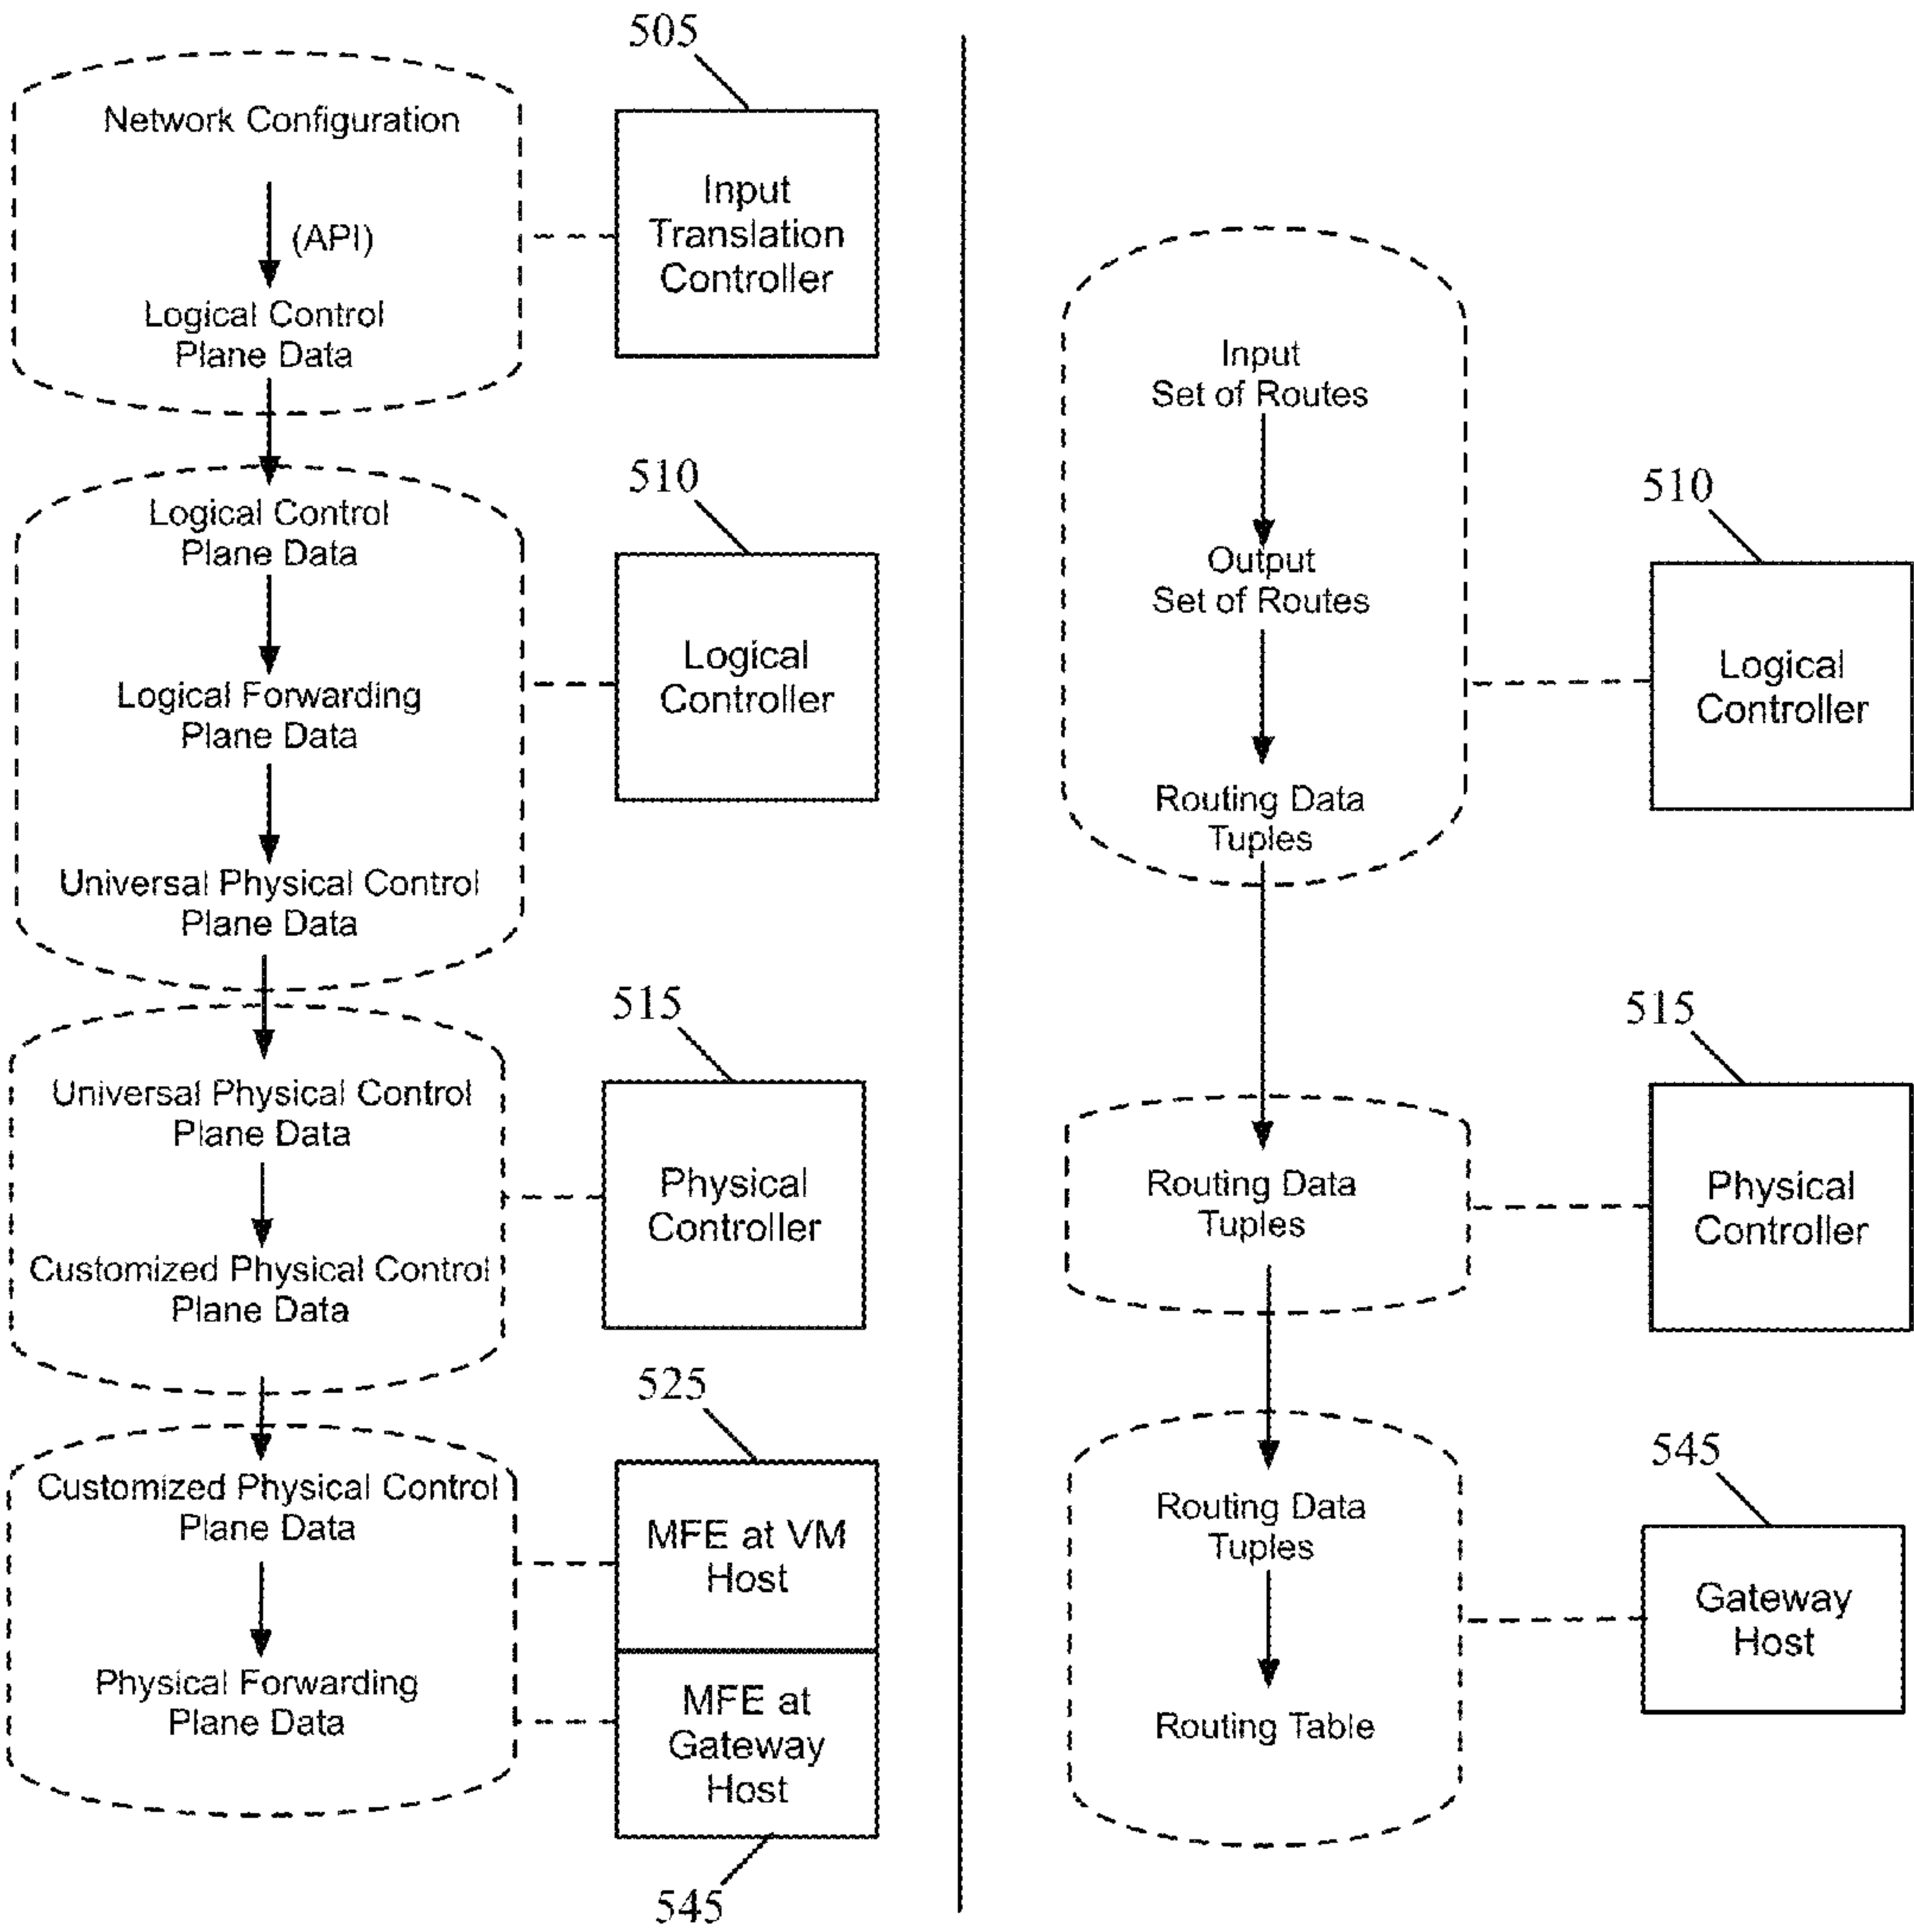 505
Network Configuration
(API)
Logical Control
Plane Data
Input
Translation
Controller
510
Logical Control
Plane Data
Logical Forwarding
Plane Data
Universal Physical Control
Plane Data
Logical
Controller
515
Universal Physical Control
Plane Data
Customized Physical Control
Plane Data
Physical
Controller
525
Customized Physical Control
Plane Data
Physical Forwarding
Plane Data
MFE at VM
Host
MFE at
Gateway
Host
545
Input
Set of Routes
Output
Set of Routes
Routing Data
Tuples
510
Logical
Controller
515
Routing Data
Tuples
Physical
Controller
545
Routing Data
Tuples
Routing Table
Gateway
Host